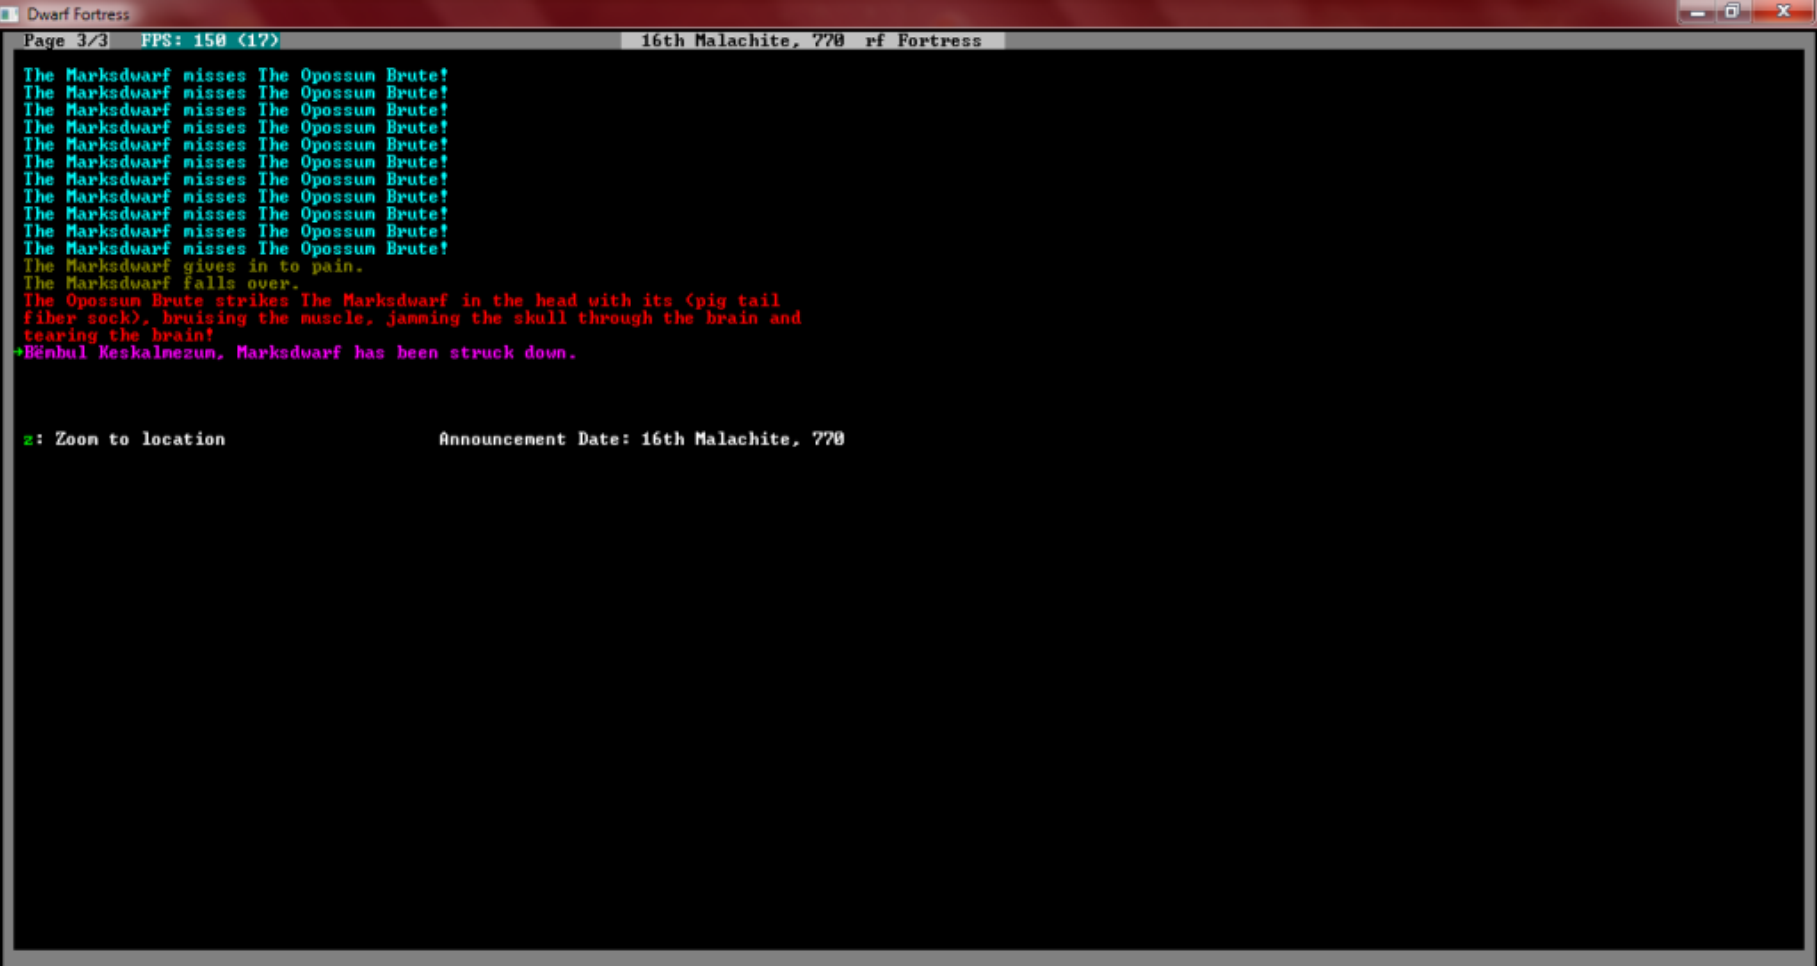 Dwarf Fortress
Page 3/3 FPS: 150 (17) 16th Malachite, 770 rf Fortress
The Marksdwarf misses The Opossum Brute!
The Marksdwarf misses The Opossum Brute!
The Marksdwarf misses The Opossum Brute!
The Marksdwarf misses The Opossum Brute!
The Marksdwarf misses The Opossum Brute!
The Marksdwarf misses The Opossum Brute!
The Marksdwarf misses The Opossum Brute!
The Marksdwarf misses The Opossum Brute!
The Marksdwarf misses The Opossum Brute!
The Marksdwarf misses The Opossum Brute!
The Marksdwarf misses The Opossum Brute!
The Marksdwarf gives in to pain.
The Marksdwarf falls over.
The Opossum Brute strikes The Marksdwarf in the head with its (pig tail
fiber sock), bruising the muscle, jamming the skull through the brain and
tearing the brain!
Bëmbul Keskalmezum, Marksdwarf has been struck down.
z: Zoom to location Announcement Date: 16th Malachite, 770